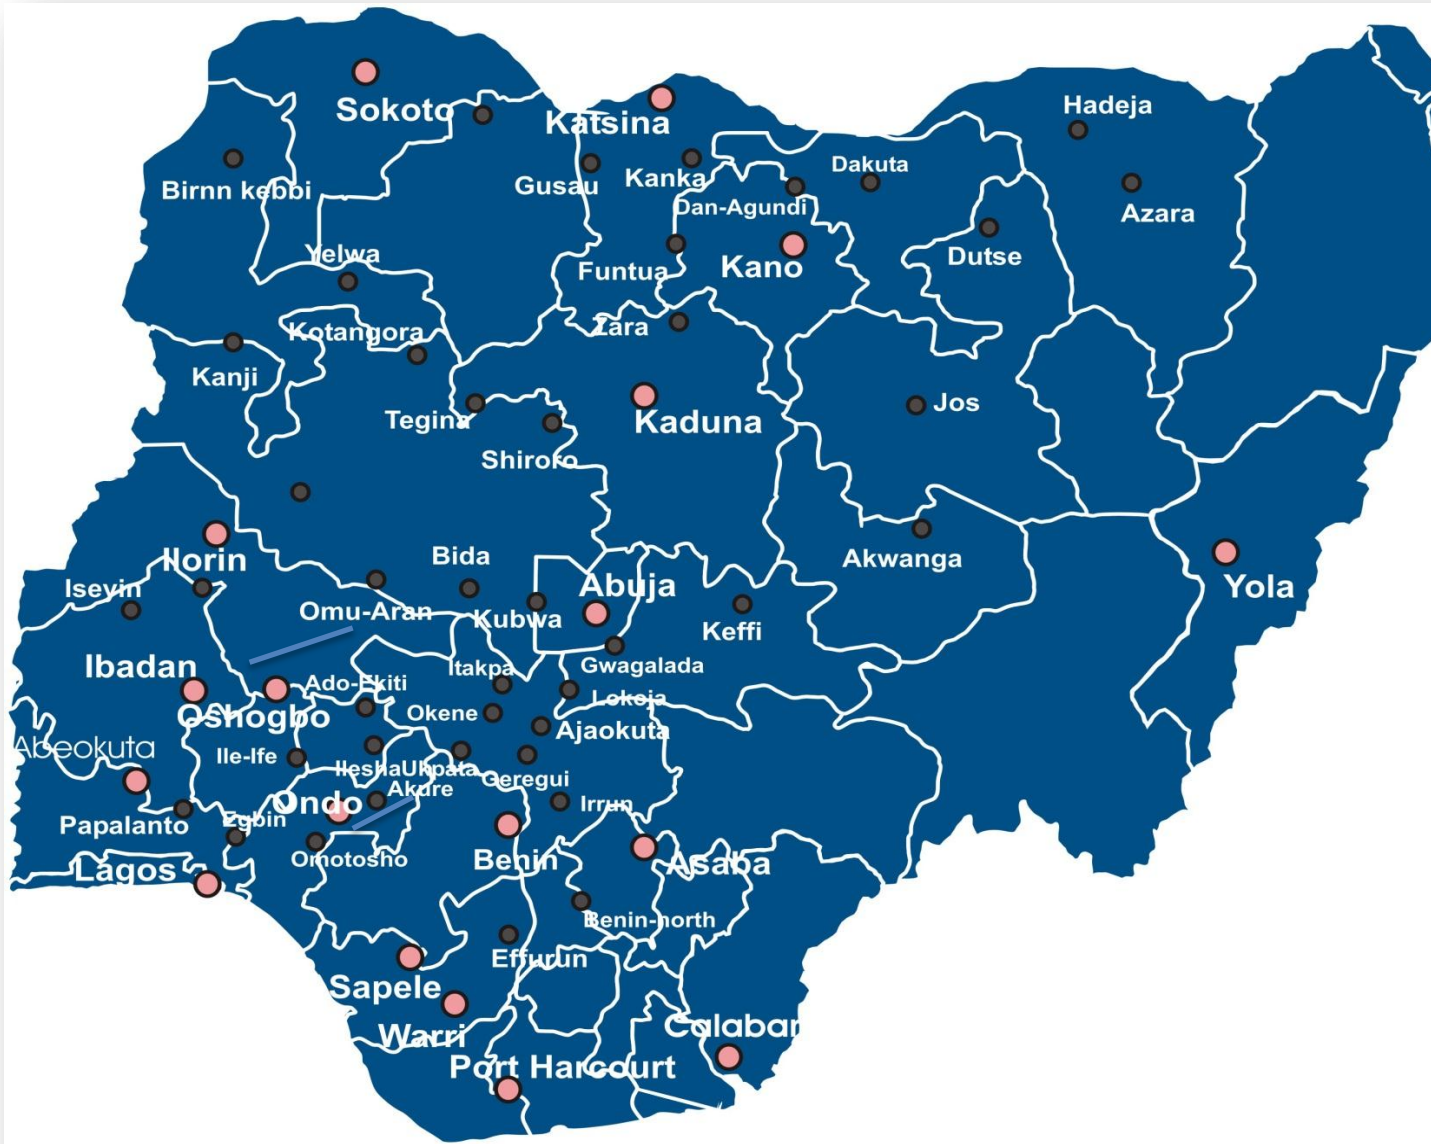 Sokoto
Katsina
Hadeja
Birnn kebbi
Gusau
Kanka
Dakuta
Dan-Agundi
Azara
Yelwa
Funtua
Kano
Dutse
Kotangora
Zara
Kanji
Tegina
Kaduna
Jos
Shiroro
Ilorin
Bida
Akwanga
Isevin
Omu-Aran
Kubwa
Abuja
Keffi
Yola
Ibadan
Ado-Ekiti
Itakpa
Gwagalada
Lokoja
Oshogbo
Okene
Ajaokuta
Abeokuta
Ile-Ife
Ilesha
Ukpata
Geregui
Akure
Ondo
Irrun
Papalanto
Egbin
Omotosho
Benin
Asaba
Lagos
Benin-north
Effurun
Sapele
Warri
Calabar
Port Harcourt